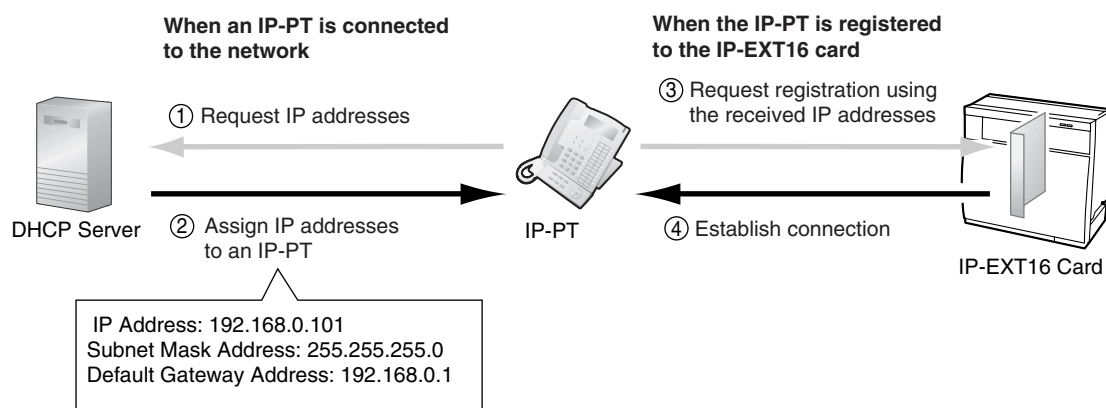 When an IP-PT is connected
to the network
When the IP-PT is registered
to the IP-EXT16 card
① Request IP addresses
③ Request registration using
the received IP addresses
DHCP Server
② Assign IP addresses
to an IP-PT
IP-PT
④ Establish connection
IP-EXT16 Card
IP Address: 192.168.0.101
Subnet Mask Address: 255.255.255.0
Default Gateway Address: 192.168.0.1